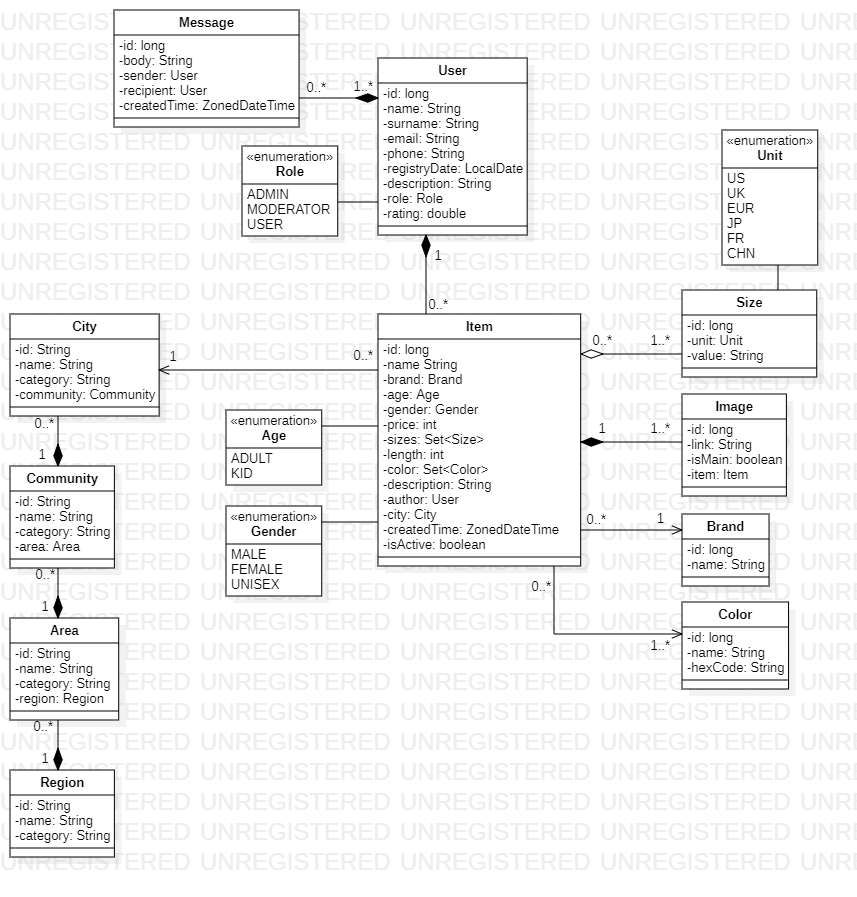 Message
-id: long
-body: String
-sender: User
-recipient: User
-createdTime: ZonedDateTime
0..*
1..*
User
-id: long
-name: String
-surname: String
-email: String
-phone: String
-registryDate: LocalDate
-description: String
-role: Role
-rating: double
«enumeration»
Role
ADMIN
MODERATOR
USER
«enumeration»
Unit
US
UK
EUR
JP
FR
CHN
1
0..*
City
-id: String
-name: String
-category: String
-community: Community
1
0..*
Item
-id: long
-name String
-brand: Brand
-age: Age
-gender: Gender
-price: int
-sizes: Set<Size>
-length: int
-color: Set<Color>
-description: String
-author: User
-city: City
-createdTime: ZonedDateTime
-isActive: boolean
0..*
1..*
Size
-id: long
-unit: Unit
-value: String
«enumeration»
Age
ADULT
KID
1
1..*
Image
-id: long
-link: String
-isMain: boolean
-item: Item
0..*
1
Community
-id: String
-name: String
-category: String
-area: Area
«enumeration»
Gender
MALE
FEMALE
UNISEX
0..*
1
Brand
-id: long
-name: String
0..*
1..*
Color
-id: long
-name: String
-hexCode: String
0..*
1
Area
-id: String
-name: String
-category: String
-region: Region
0..*
1
Region
-id: String
-name: String
-category: String
UNREGISTERED